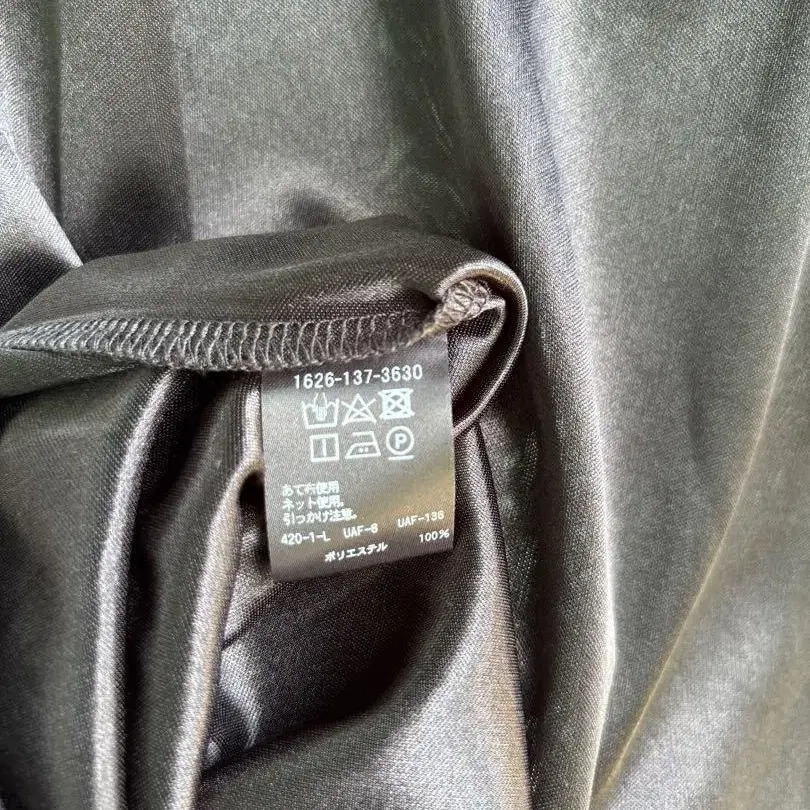 1626-137-3630
P
あて布使用
ネット使用。
引っかけ注意。
420-1-L UAF-8 UAF-136
ポリエステル 100%